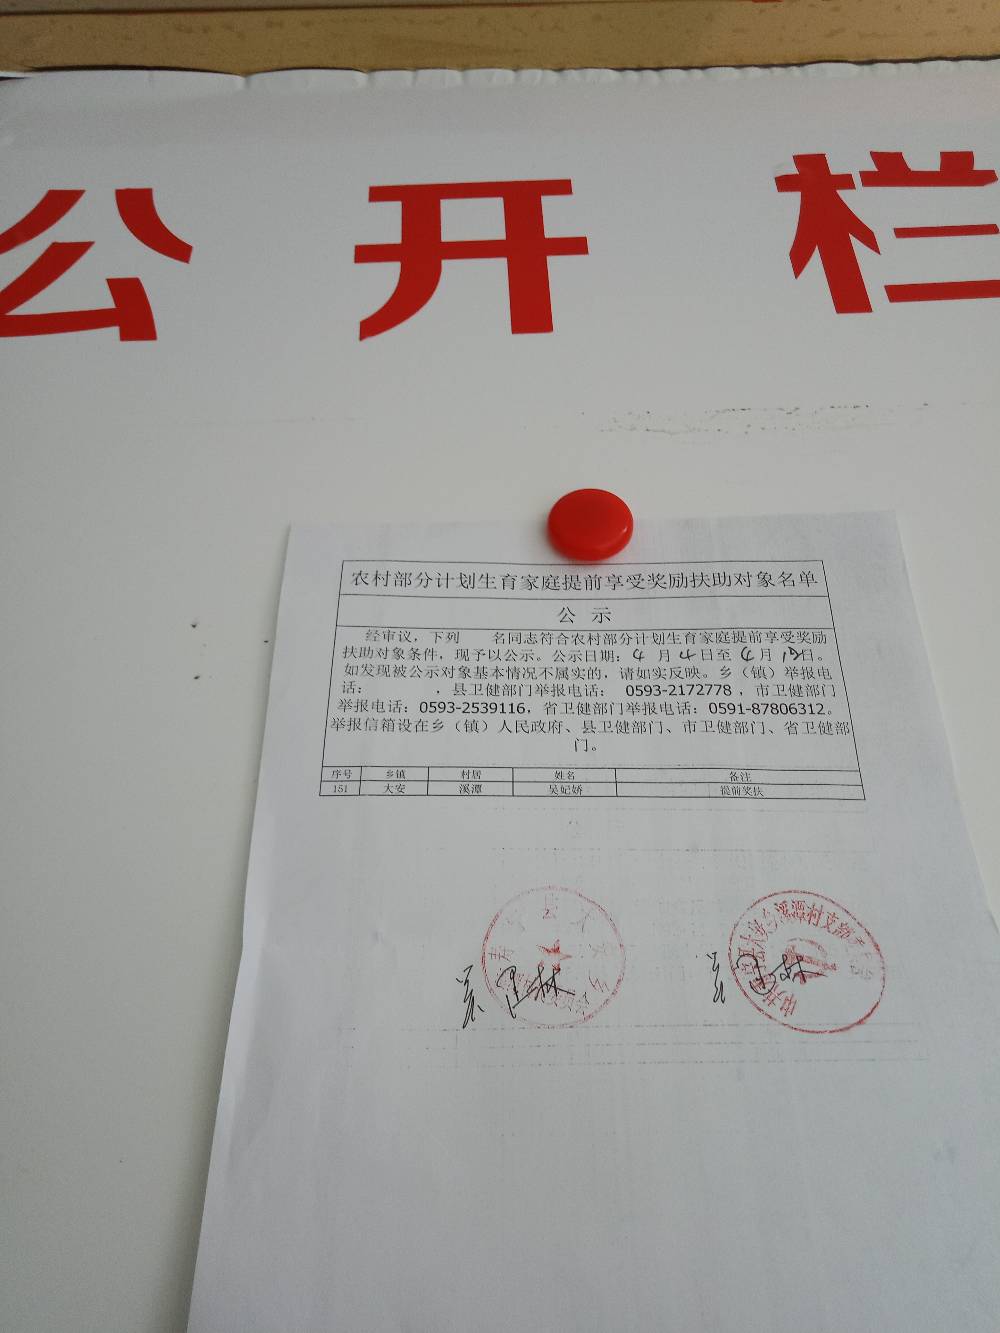 公开栏
农村部分计划生育家庭提前享受奖励扶助对象名单
公 示
经审议，下列 名同志符合农村部分计划生育家庭提前享受奖励
扶助对象条件，现予以公示。公示日期： 月 日至 月 日。
如发现被公示对象基本情况不属实的，请如实反映。乡（镇）举报电
话： ，县卫健部门举报电话： 0593-2172778 ，市卫健部门
举报电话：0593-2539116，省卫健部门举报电话：0591-87806312。
举报信箱设在乡（镇）人民政府、县卫健部门、市卫健部门、省卫健部
门。
序号 乡镇 村居 姓名 备注
151 大安 溪潭 吴妃娇 提前奖扶